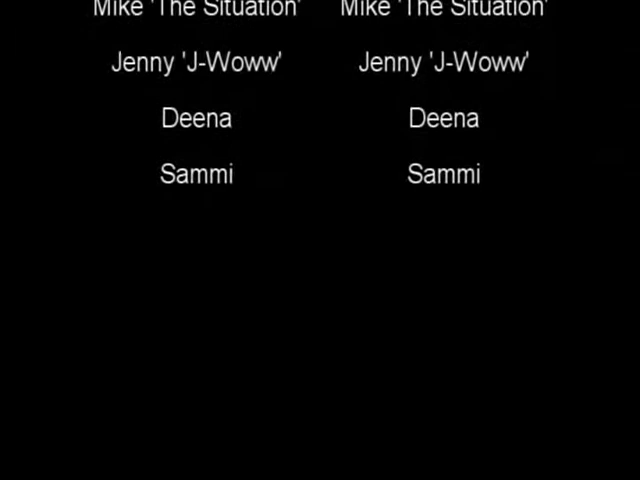 Mike 'The Situation' Mike 'The Situation'
Jenny 'J-Woww' Jenny 'J-Woww'
Deena Deena
Sammi Sammi